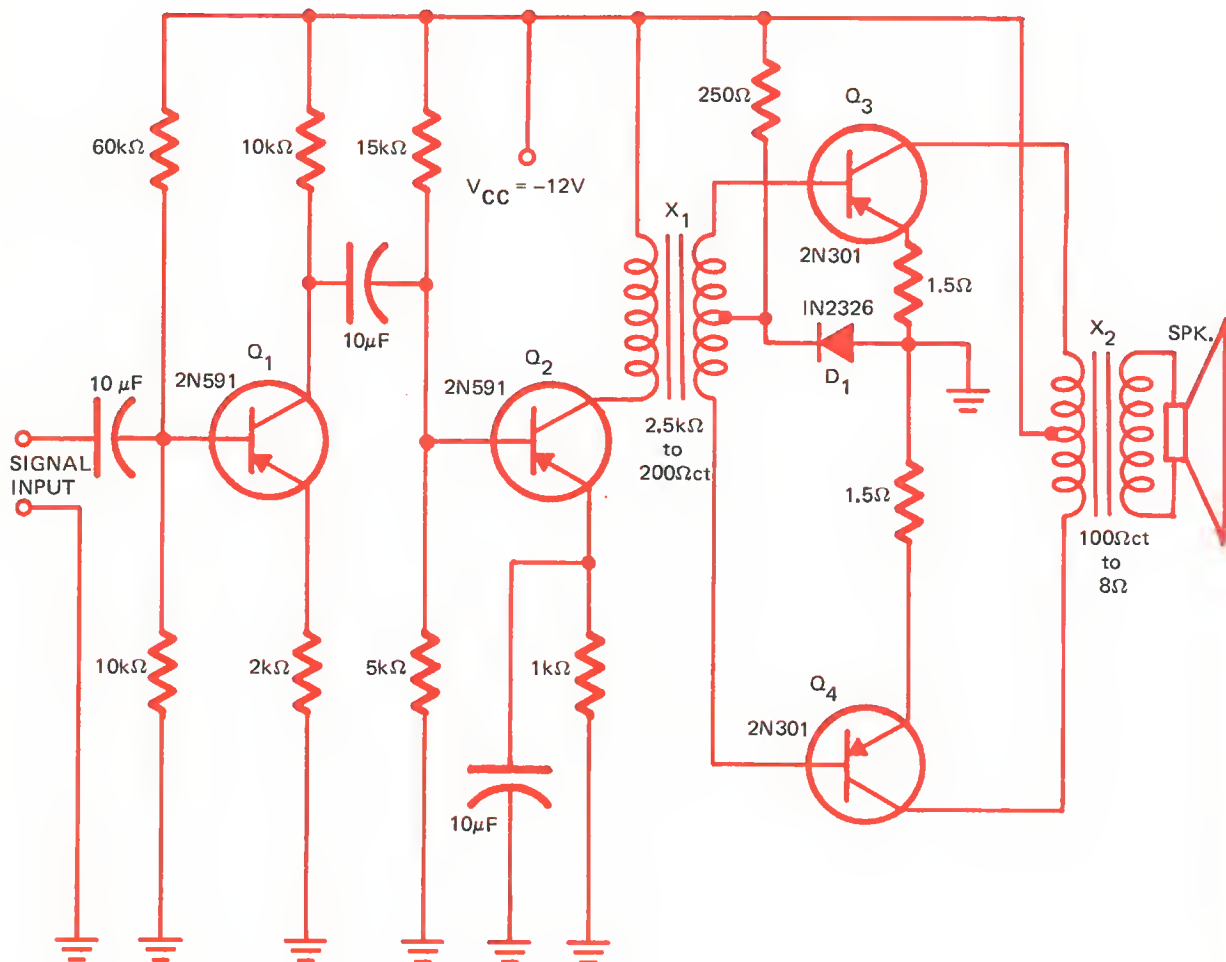 60kΩ
10kΩ
15kΩ
V_CC = -12V
250Ω
Q3
2N301
1.5Ω
X1
IN2326
D1
10μF
Q1
2N591
10 μF
SIGNAL
INPUT
Q2
2N591
2.5kΩ
to
200Ωct
1.5Ω
X2
SPK.
100Ωct
to
8Ω
10kΩ
2kΩ
5kΩ
1kΩ
10μF
Q4
2N301